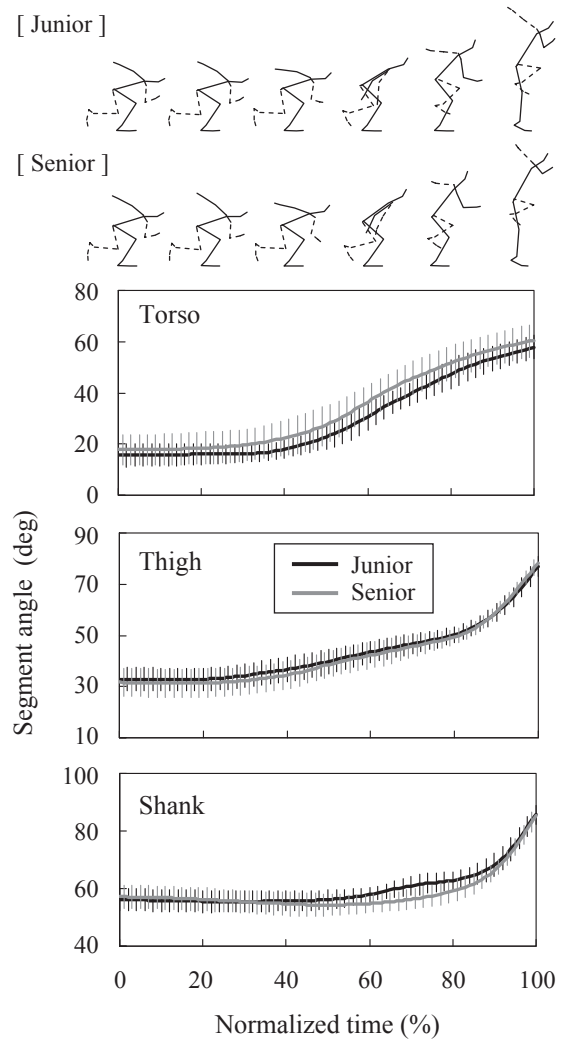 [ Junior ]
[ Senior ]
80
Torso
60
40
20
0
90
Thigh
Junior
Senior
70
50
30
10
Segment angle (deg)
100
Shank
80
60
40
0 20 40 60 80 100
Normalized time (%)